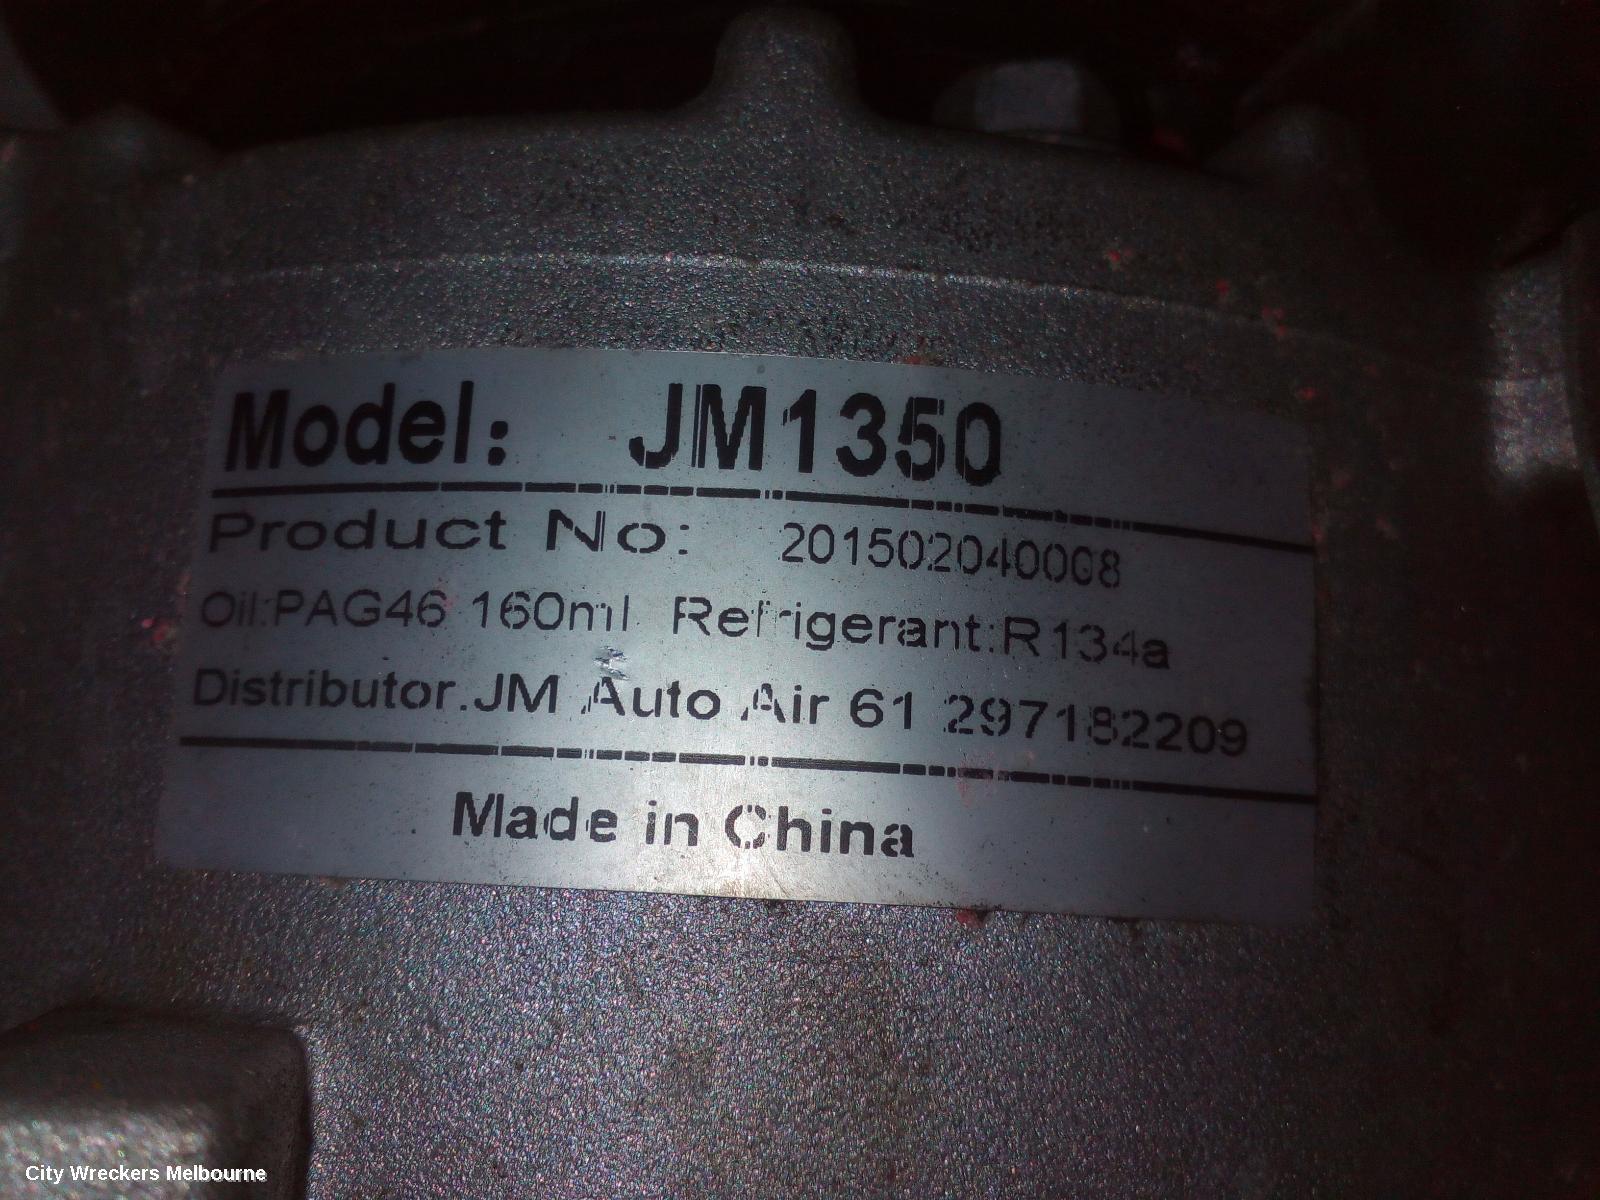 Model: JM1350
Product No: 201502040008
Oil:PAG46 160ml Refrigerant:R134a
Distributor.JM Auto Air 61 297182209
Made in China
City Wreckers Melbourne